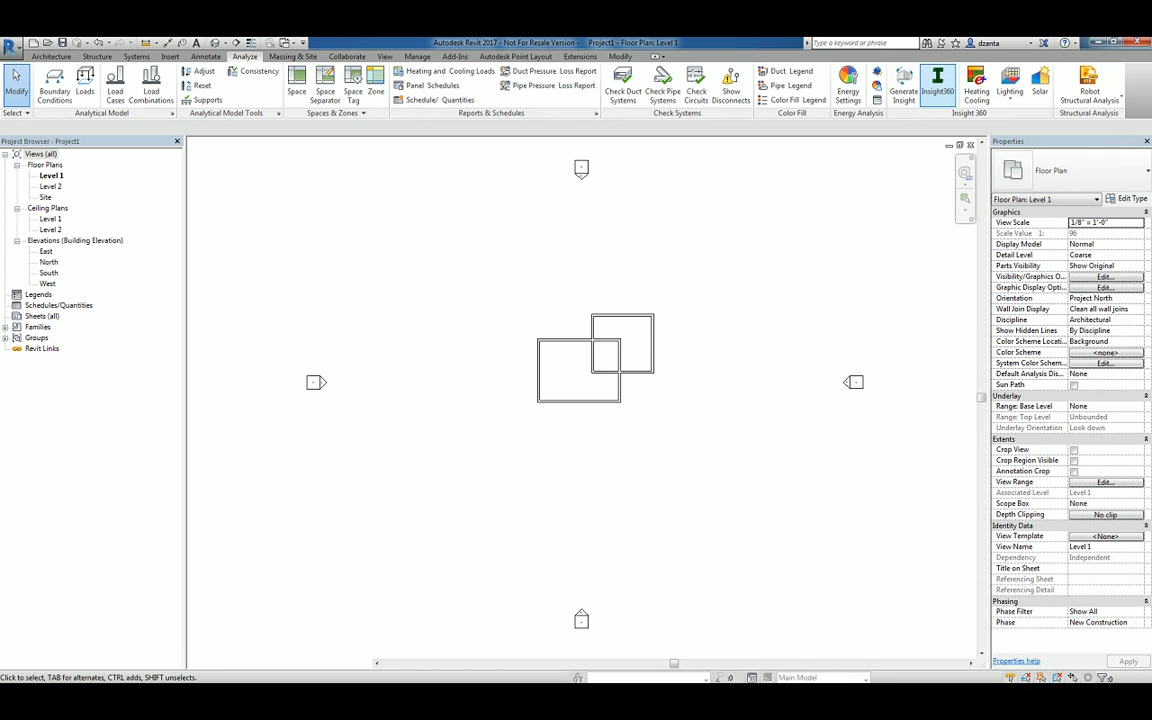 Autodesk Revit 2017 - Not For Resale Version - Project1 - Floor Plan: Level 1
Type a keyword or phrase
dzanta
Architecture Structure Systems Insert Annotate Analyze Massing & Site Collaborate View Manage Add-Ins Autodesk Point Layout Extensions Modify
Modify
Boundary Conditions
Loads
Load Cases
Load Combinations
Adjust
Reset
Supports
Consistency
Space
Space Separator
Space Tag
Zone
Heating and Cooling Loads
Panel Schedules
Schedule/ Quantities
Duct Pressure Loss Report
Pipe Pressure Loss Report
Check Duct Systems
Check Pipe Systems
Check Circuits
Show Disconnects
Duct Legend
Pipe Legend
Color Fill Legend
Energy Settings
Generate Insight
Insight360
Heating Cooling
Lighting
Solar
Robot Structural Analysis
Select
Analytical Model
Analytical Model Tools
Spaces & Zones
Reports & Schedules
Check Systems
Color Fill
Energy Analysis
Insight 360
Structural Analysis
Project Browser - Project1
Views (all)
Floor Plans
Level 1
Level 2
Site
Ceiling Plans
Level 1
Level 2
Elevations (Building Elevation)
East
North
South
West
Legends
Schedules/Quantities
Sheets (all)
Families
Groups
Revit Links
Properties
Floor Plan
Floor Plan: Level 1 Edit Type
Graphics
View Scale 1/8" = 1'-0"
Scale Value 1: 96
Display Model Normal
Detail Level Coarse
Parts Visibility Show Original
Visibility/Graphics O... Edit...
Graphic Display Opti... Edit...
Orientation Project North
Wall Join Display Clean all wall joins
Discipline Architectural
Show Hidden Lines By Discipline
Color Scheme Locati... Background
Color Scheme <none>
System Color Schem... Edit...
Default Analysis Dis... None
Sun Path
Underlay
Range: Base Level None
Range: Top Level Unbounded
Underlay Orientation Look down
Extents
Crop View
Crop Region Visible
Annotation Crop
View Range Edit...
Associated Level Level 1
Scope Box None
Depth Clipping No clip
Identity Data
View Template <None>
View Name Level 1
Dependency Independent
Title on Sheet
Referencing Sheet
Referencing Detail
Phasing
Phase Filter Show All
Phase New Construction
Properties help Apply
Click to select, TAB for alternates, CTRL adds, SHIFT unselects.
:0
Main Model
:0